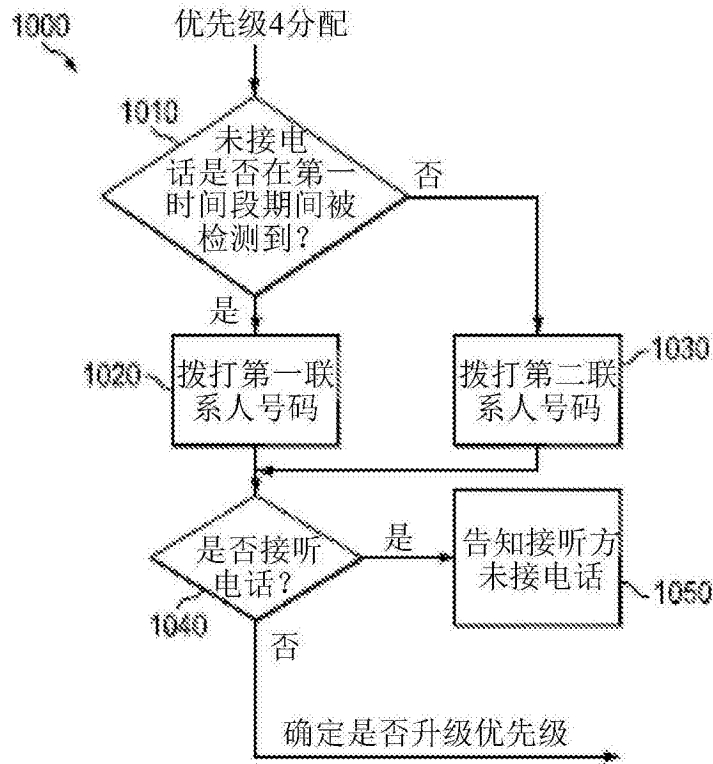 1000
优先级4分配
1010
未接电
话是否在第一
时间段期间被
检测到?
否
是
1020
拨打第一联
系人号码
1030
拨打第二联
系人号码
是否接听
电话?
1040
是
告知接听方
未接电话
1050
否
确定是否升级优先级